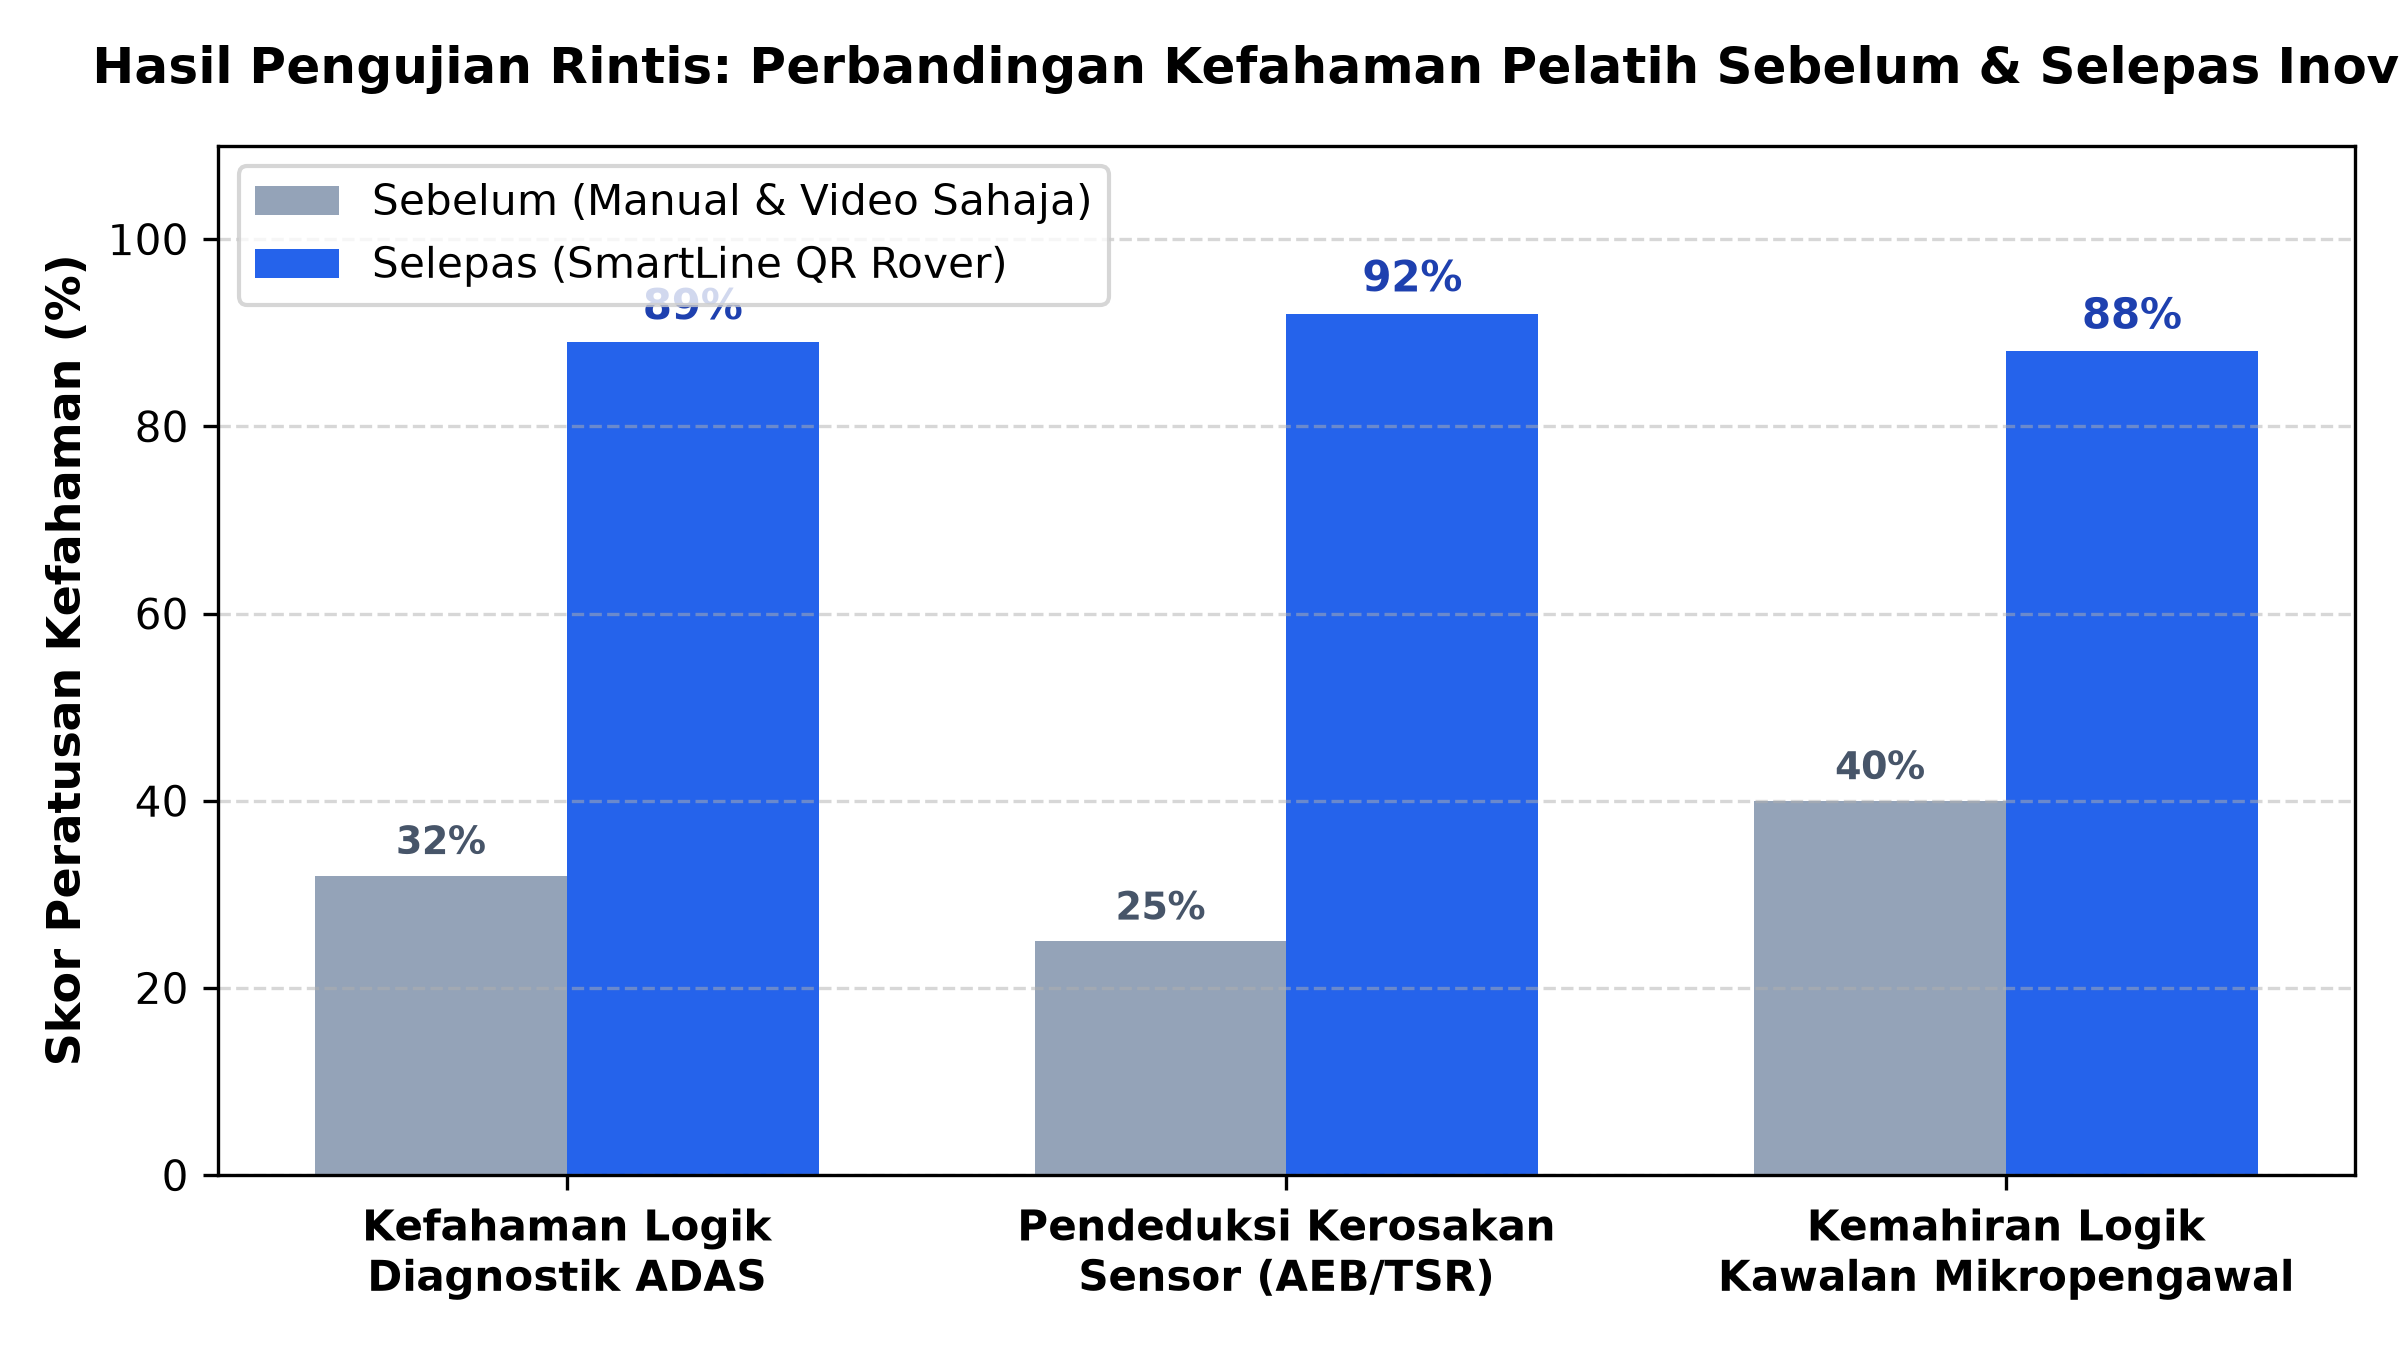 Hasil Pengujian Rintis: Perbandingan Kefahaman Pelatih Sebelum & Selepas Inov
Sebelum (Manual & Video Sahaja)
Selepas (SmartLine QR Rover)
Skor Peratusan Kefahaman (%)
100
80
60
40
20
0
32%
89%
25%
92%
40%
88%
Kefahaman Logik
Diagnostik ADAS
Pendeduksi Kerosakan
Sensor (AEB/TSR)
Kemahiran Logik
Kawalan Mikropengawal